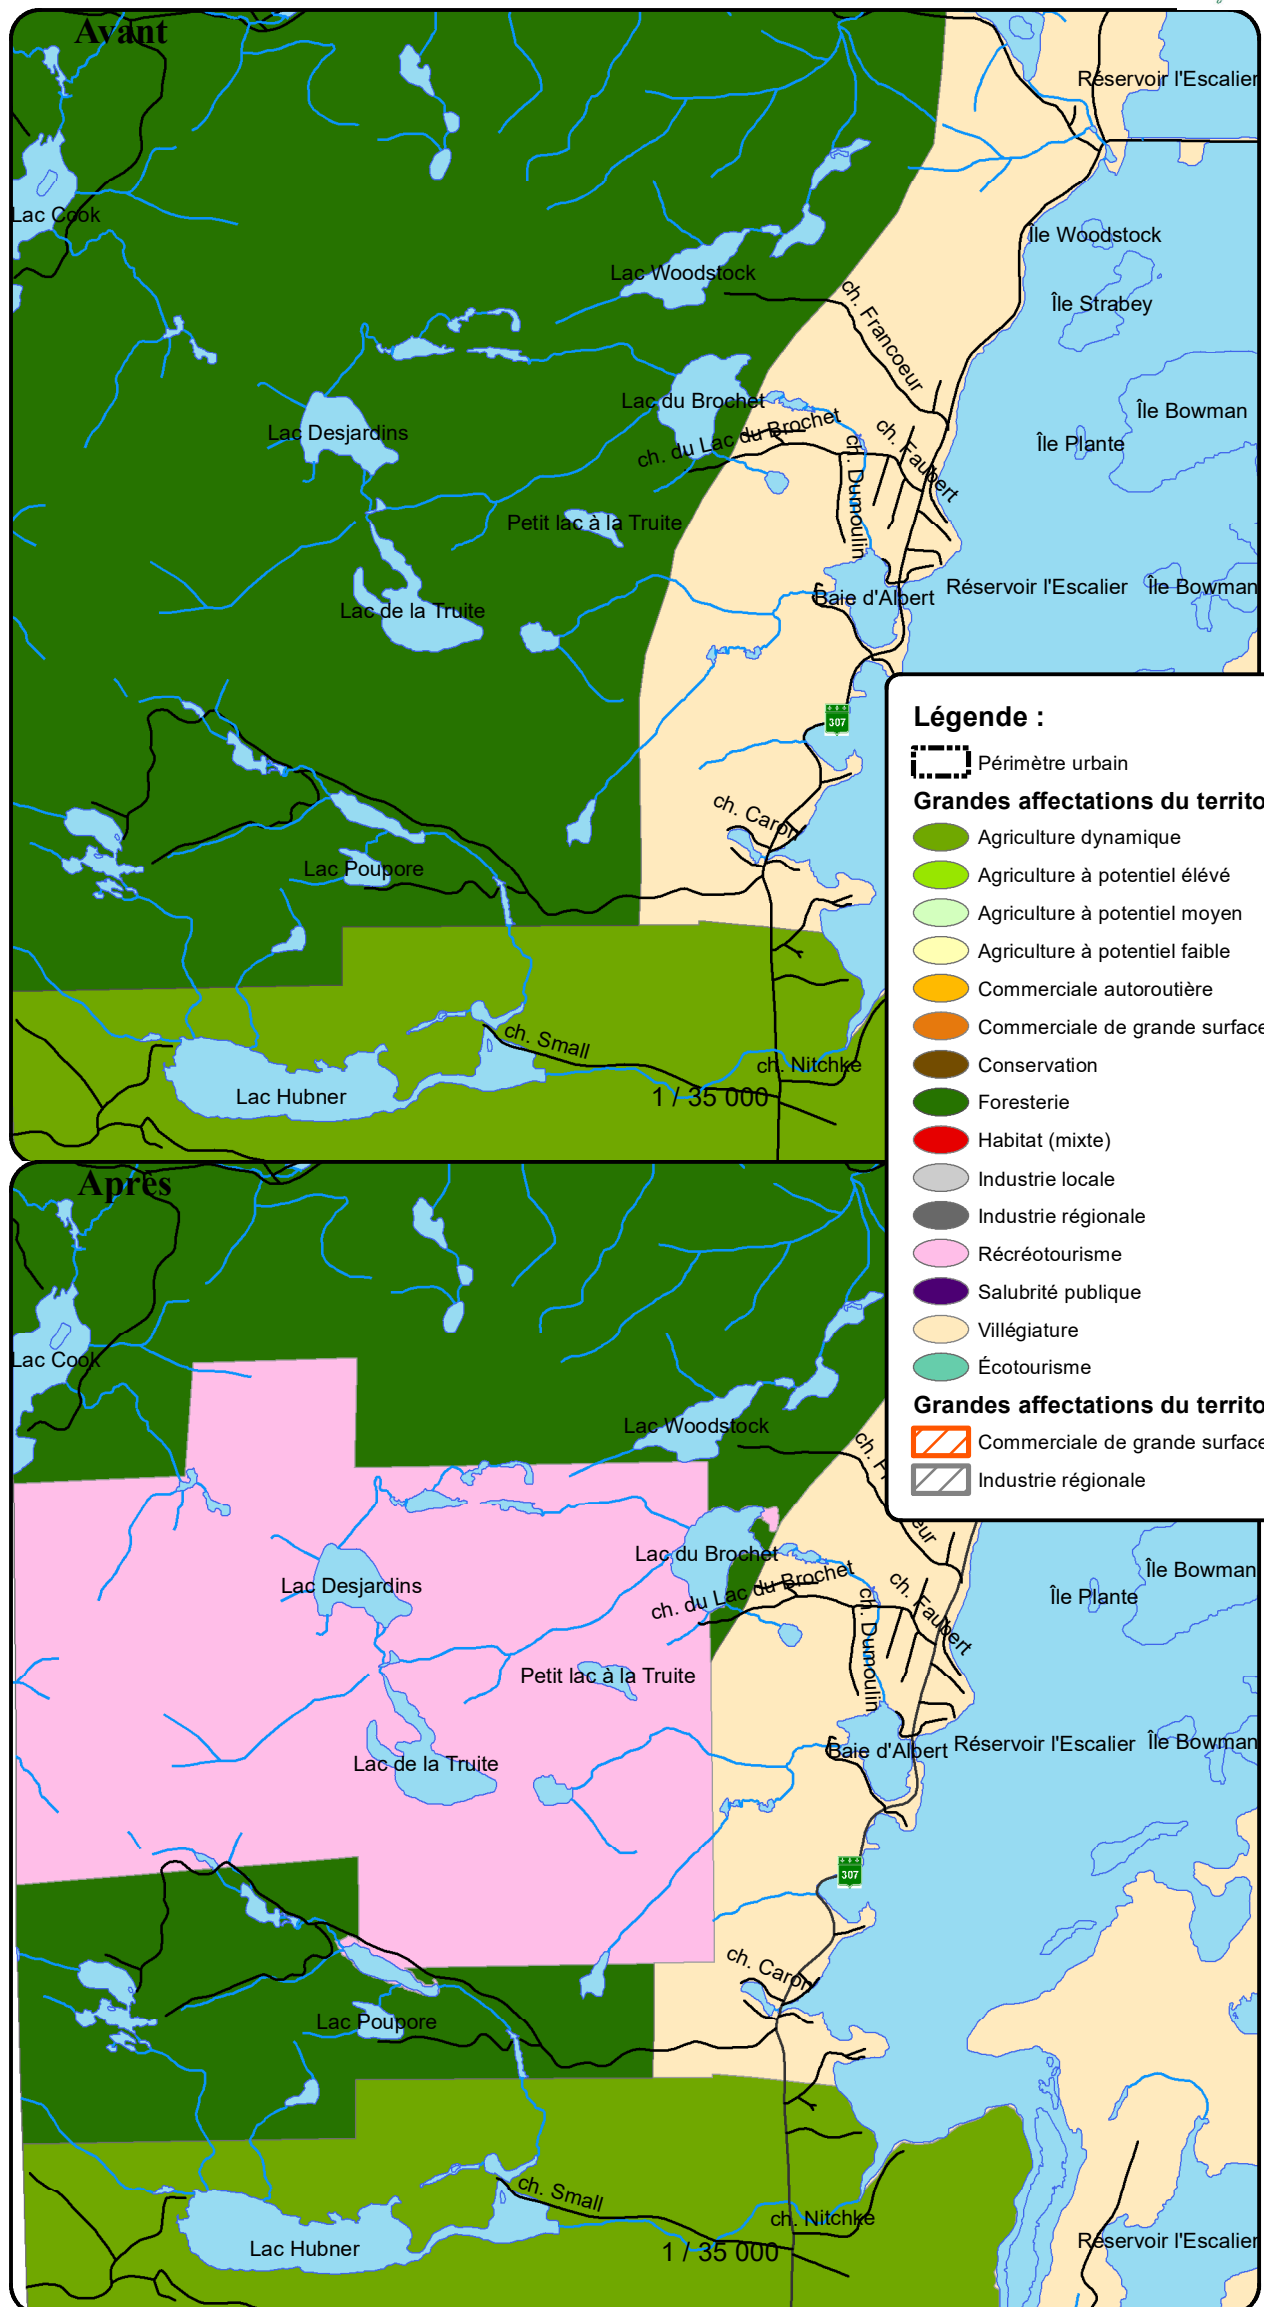 Avant
Réservoir l'Escalier
Lac Cook
Île Woodstock
Lac Woodstock
Île Strabey
ch. Francoeur
Lac du Brochet
Île Bowman
ch. du Lac du Brochet
ch. Faubert
Île Plante
Lac Desjardins
ch. Dumoulin
Petit lac à la Truite
Réservoir l'Escalier
Île Bowman
Baie d'Albert
Lac de la Truite
307
ch. Caron
Lac Poupore
ch. Small
ch. Nitchke
Lac Hubner
1 / 35 000
Légende :
Périmètre urbain
Grandes affectations du territo
Agriculture dynamique
Agriculture à potentiel élévé
Agriculture à potentiel moyen
Agriculture à potentiel faible
Commerciale autoroutière
Commerciale de grande surface
Conservation
Foresterie
Habitat (mixte)
Industrie locale
Industrie régionale
Récréotourisme
Salubrité publique
Villégiature
Écotourisme
Grandes affectations du territo
Commerciale de grande surface
Industrie régionale
Après
Lac Cook
Lac Woodstock
ch. F
eur
Lac du Brochet
Île Bowman
ch. du Lac du Brochet
ch. Faubert
Île Plante
Lac Desjardins
ch. Dumoulin
Petit lac à la Truite
Baie d'Albert
Réservoir l'Escalier
Île Bowman
Lac de la Truite
307
ch. Caron
Lac Poupore
ch. Small
ch. Nitchke
Lac Hubner
1 / 35 000
Réservoir l'Escalier